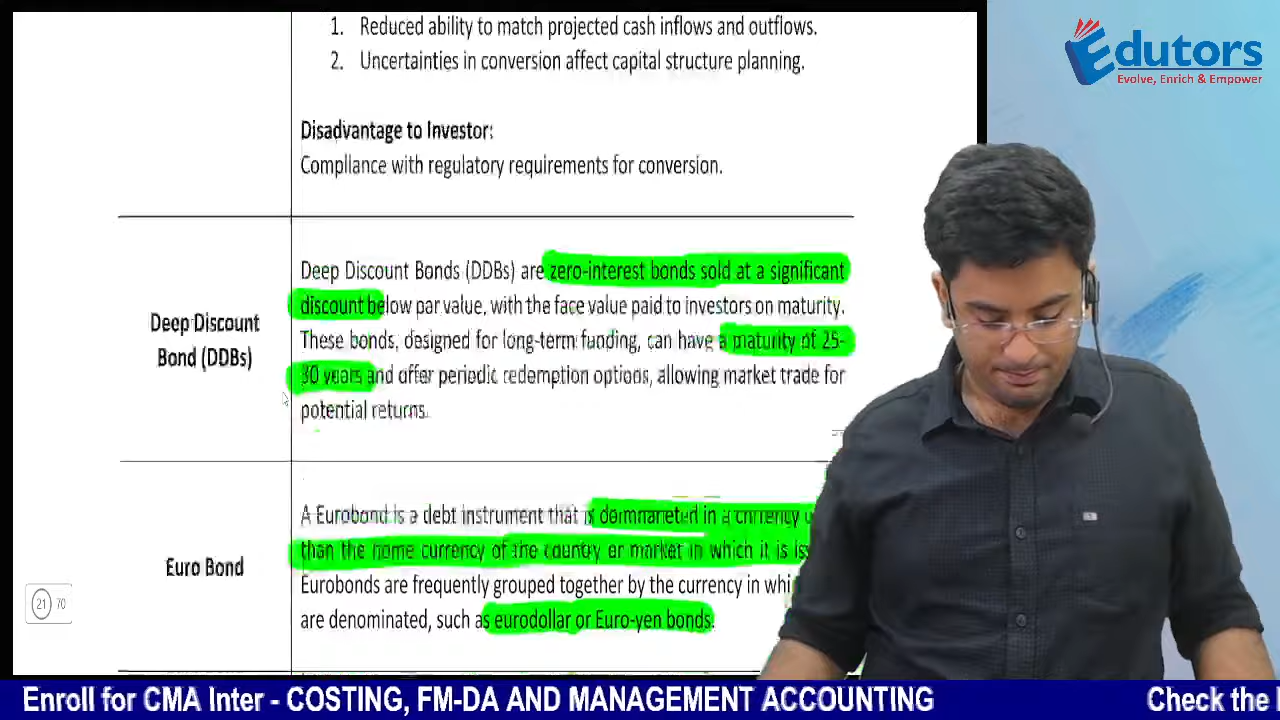 1. Reduced ability to match projected cash inflows and outflows.
2. Uncertainties in conversion affect capital structure planning.
Edutors
Evolve, Enrich & Empower
Disadvantage to Investor:
Compliance with regulatory requirements for conversion.
Deep Discount
Bond (DDBs)
Deep Discount Bonds (DDBs) are zero-interest bonds sold at a significant
discount below par value, with the face value paid to investors on maturity.
These bonds, designed for long-term funding, can have a maturity of 25-
30 years and offer periodic redemption options, allowing market trade for
potential returns.
Euro Bond
A Eurobond is a debt instrument that is domnareted in a currency
than the home currency of the country or market in which it is
Eurobonds are frequently grouped together by the currency in
are denominated, such as eurodollar or Euro-yen bonds.
21 70
Enroll for CMA Inter - COSTING, FM-DA AND MANAGEMENT ACCOUNTING
Check the